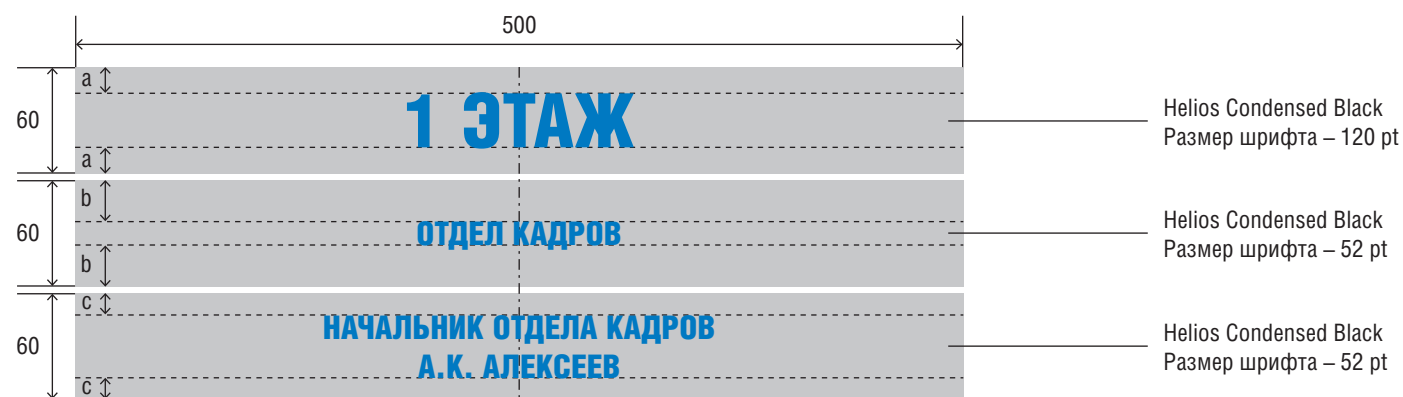 500
a
60
1 ЭТАЖ
a
Helios Condensed Black
Размер шрифта – 120 pt
b
60
ОТДЕЛ КАДРОВ
b
Helios Condensed Black
Размер шрифта – 52 pt
c
60
НАЧАЛЬНИК ОТДЕЛА КАДРОВ
А.К. АЛЕКСЕЕВ
c
Helios Condensed Black
Размер шрифта – 52 pt